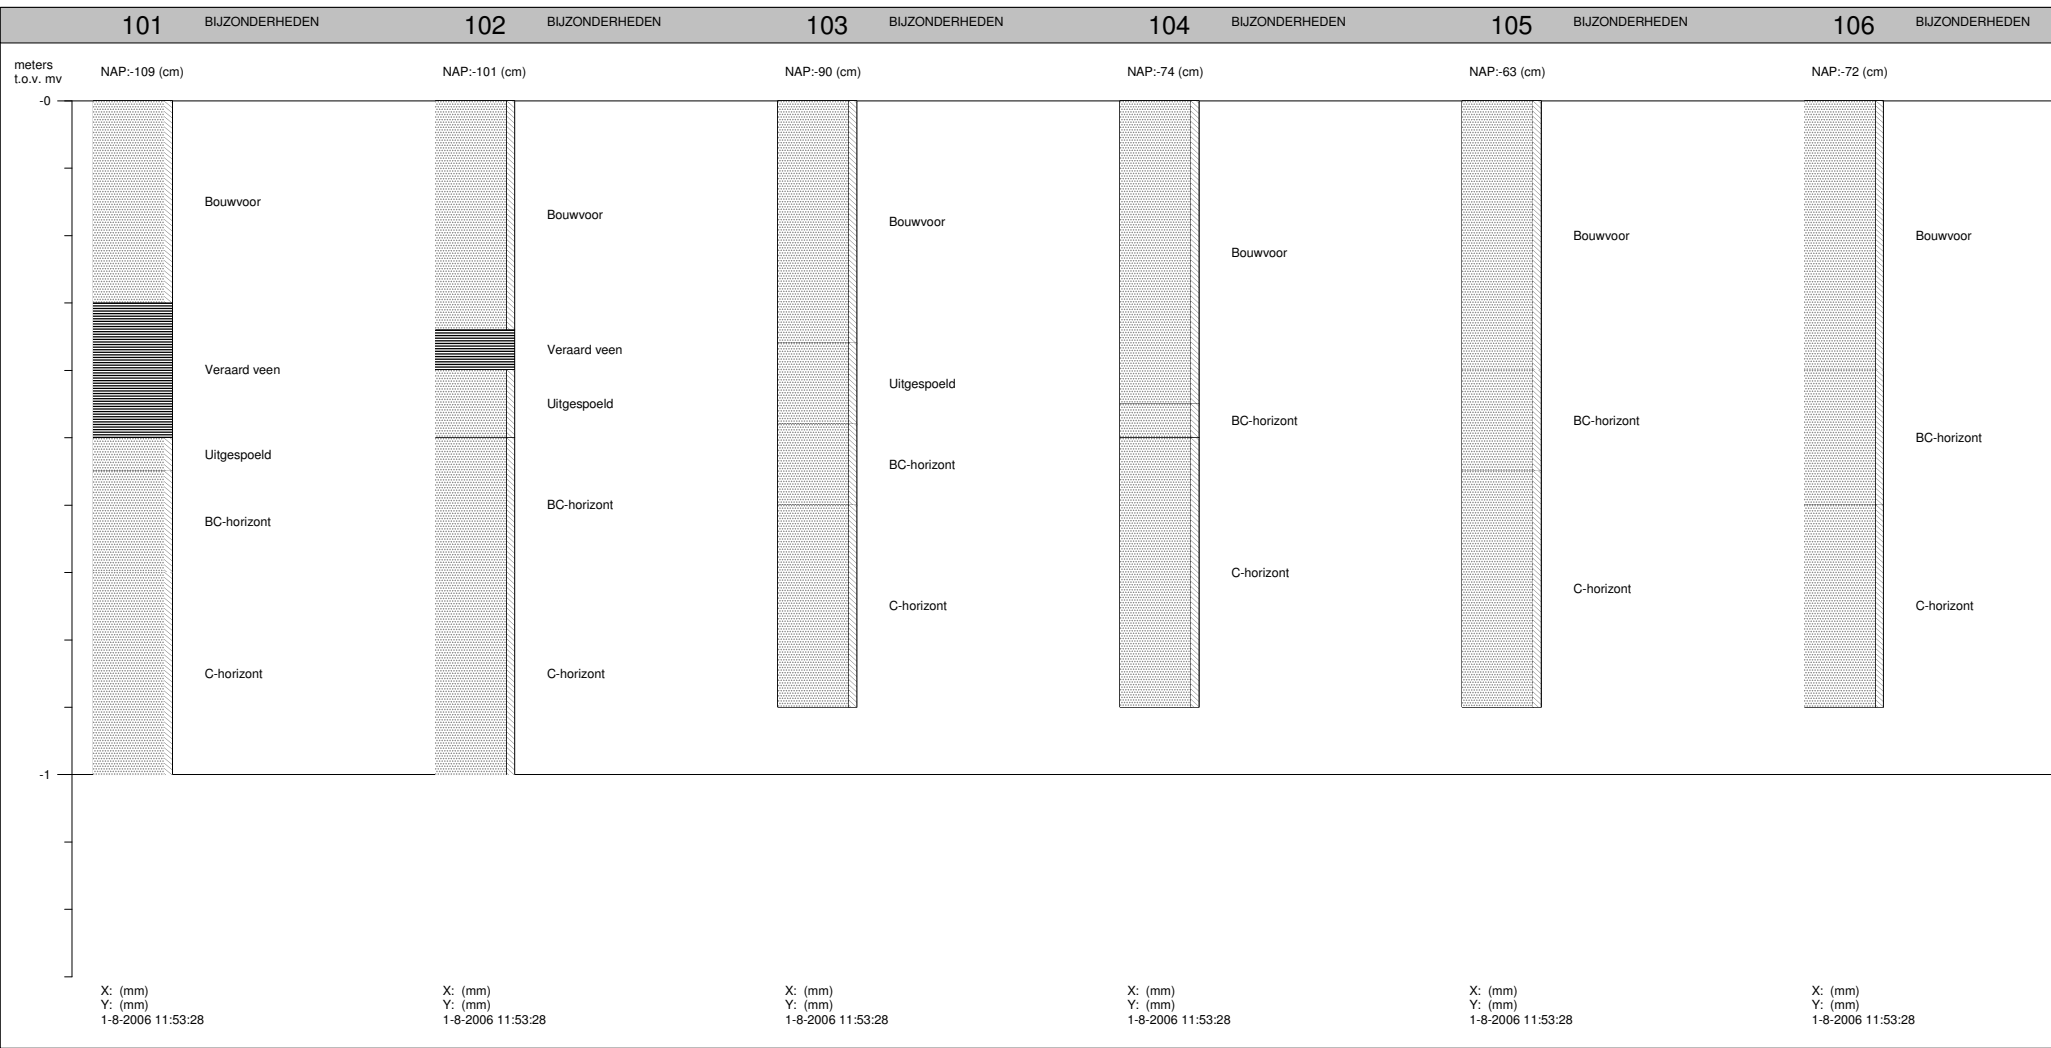 101 BIJZONDERHEDEN 102 BIJZONDERHEDEN 103 BIJZONDERHEDEN 104 BIJZONDERHEDEN 105 BIJZONDERHEDEN 106 BIJZONDERHEDEN
meters
t.o.v. mv
NAP:-109 (cm) NAP:-101 (cm) NAP:-90 (cm) NAP:-74 (cm) NAP:-63 (cm) NAP:-72 (cm)
-0
-1
Bouwvoor
Veraard veen
Uitgespoeld
BC-horizont
C-horizont
Bouwvoor
Veraard veen
Uitgespoeld
BC-horizont
C-horizont
Bouwvoor
Uitgespoeld
BC-horizont
C-horizont
Bouwvoor
BC-horizont
C-horizont
Bouwvoor
BC-horizont
C-horizont
Bouwvoor
BC-horizont
C-horizont
X: (mm) X: (mm) X: (mm) X: (mm) X: (mm) X: (mm)
Y: (mm) Y: (mm) Y: (mm) Y: (mm) Y: (mm) Y: (mm)
1-8-2006 11:53:28 1-8-2006 11:53:28 1-8-2006 11:53:28 1-8-2006 11:53:28 1-8-2006 11:53:28 1-8-2006 11:53:28